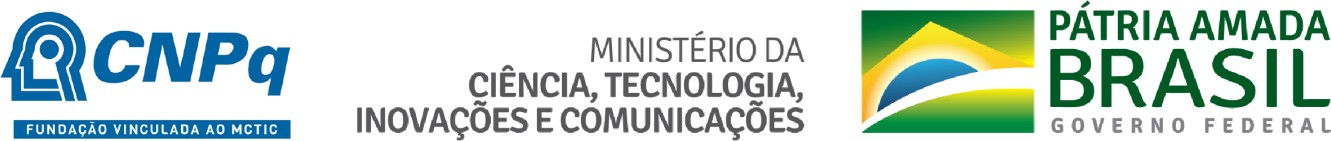 CNPq
FUNDAÇÃO VINCULADA AO MCTIC
MINISTÉRIO DA
CIÊNCIA, TECNOLOGIA,
INOVAÇÕES E COMUNICAÇÕES
PÁTRIA AMADA
BRASIL
GOVERNO FEDERAL